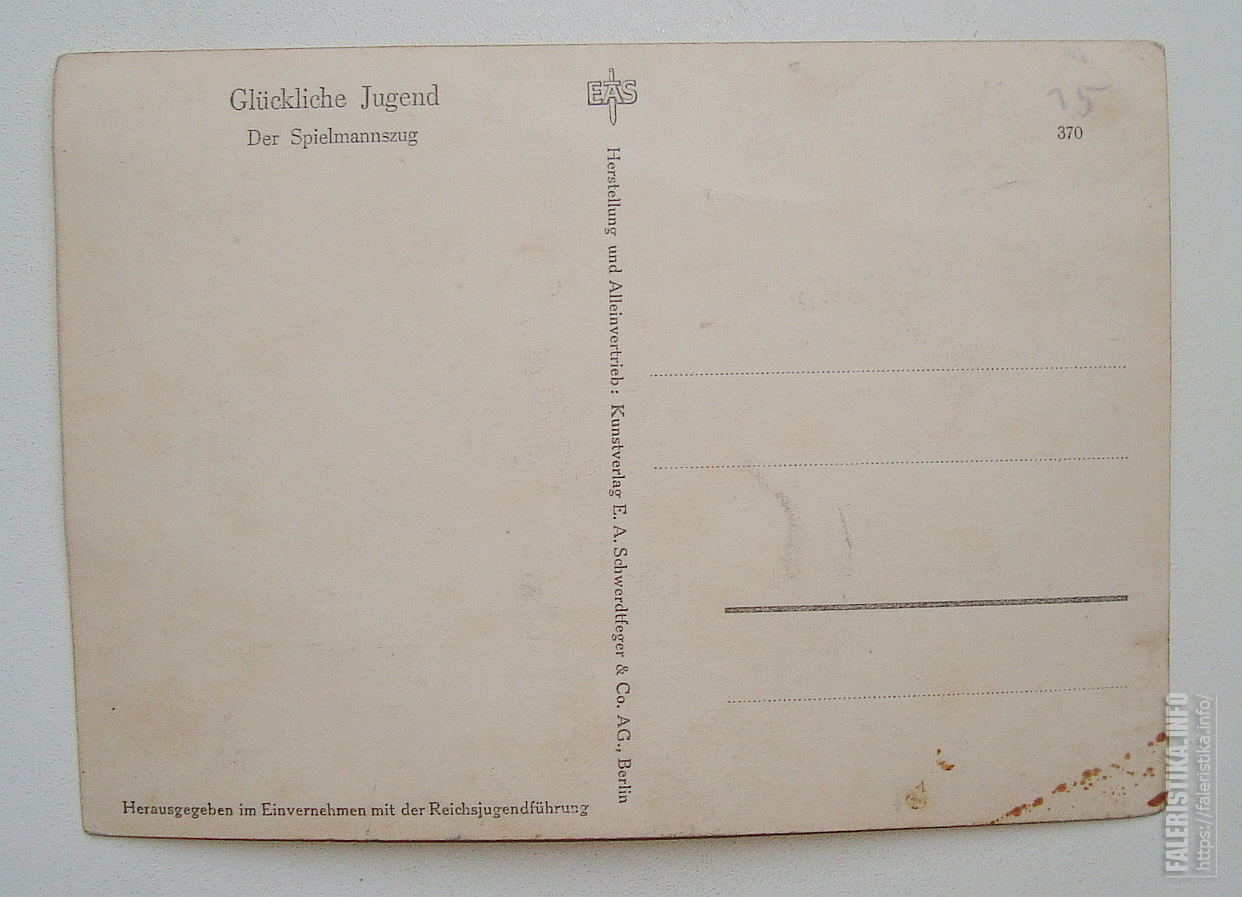 Glückliche Jugend
Der Spielmannszug
EAS
Herstellung und Alleinvertrieb: Kunstverlag E. A. Schwerdtfeger & Co. AG., Berlin
15
370
Herausgegeben im Einvernehmen mit der Reichsjugendführung
FALERISTIKA.INFO
https://faleristika.info/